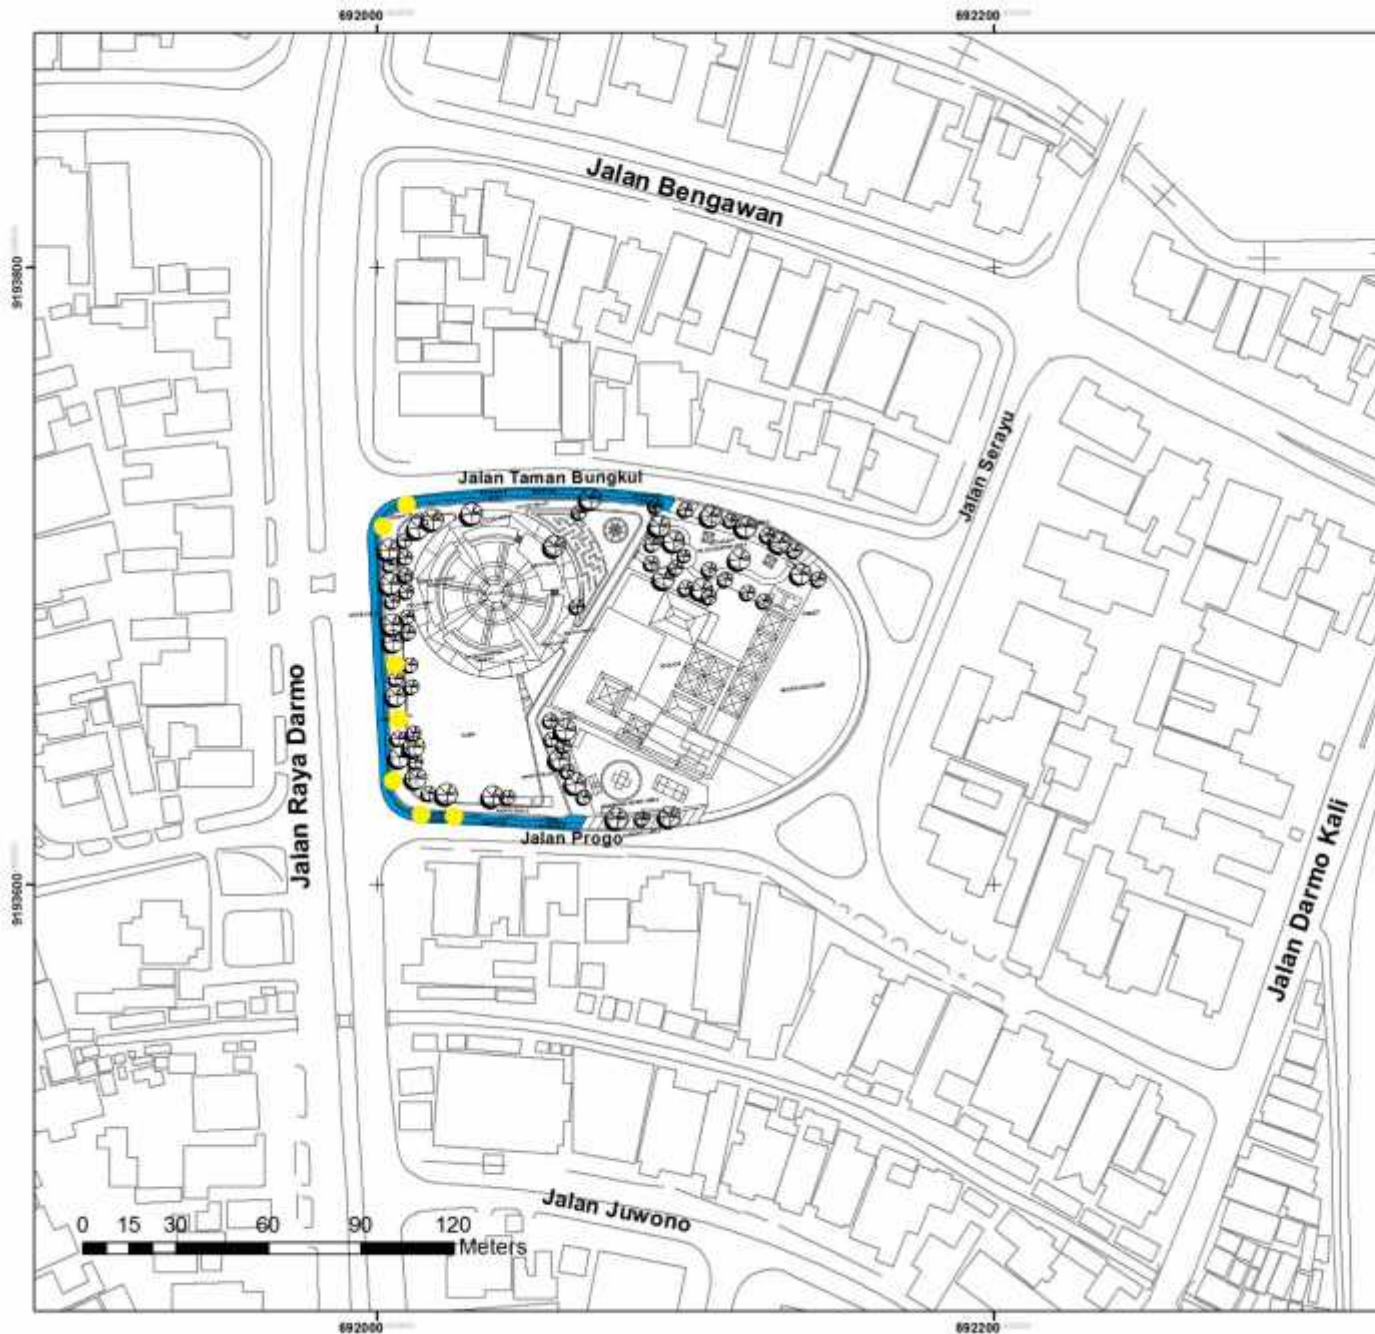 692000
692200
Jalan Bengawan
9193800
Jalan Serayu
Jalan Taman Bungkul
Jalan Raya Darmo
Jalan Progo
Jalan Darmo Kali
9193600
Jalan Juwono
0 15 30 60 90 120
Meters
692000
692200